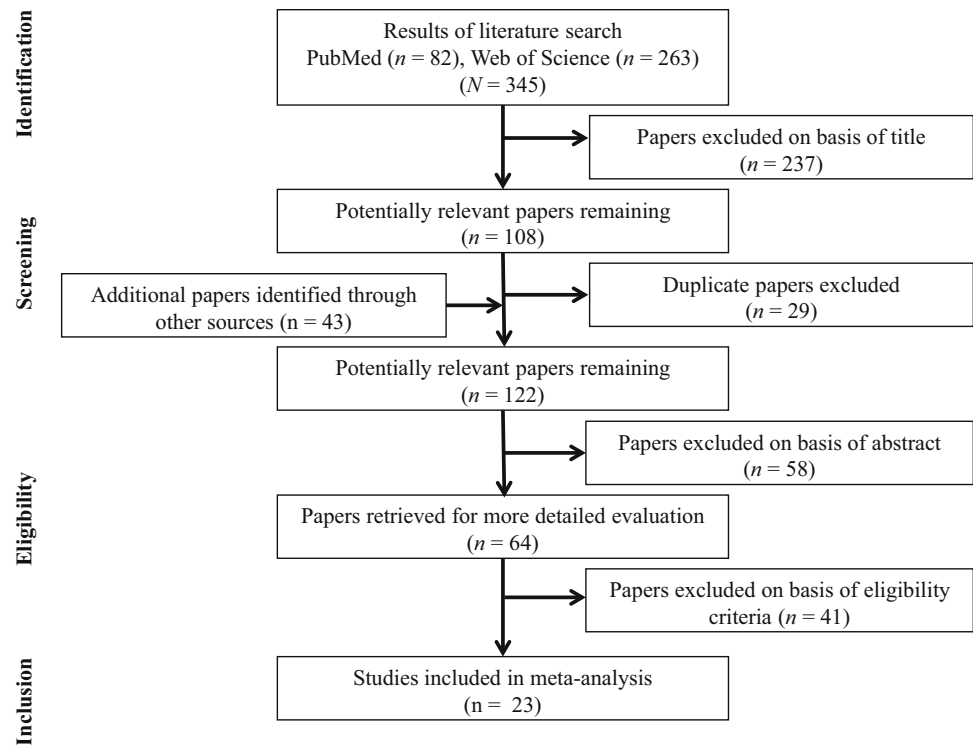 Identification
Results of literature search
PubMed (n = 82), Web of Science (n = 263)
(N = 345)
Papers excluded on basis of title
(n = 237)
Screening
Potentially relevant papers remaining
(n = 108)
Additional papers identified through
other sources (n = 43)
Duplicate papers excluded
(n = 29)
Potentially relevant papers remaining
(n = 122)
Eligibility
Papers excluded on basis of abstract
(n = 58)
Papers retrieved for more detailed evaluation
(n = 64)
Papers excluded on basis of eligibility
criteria (n = 41)
Inclusion
Studies included in meta-analysis
(n = 23)